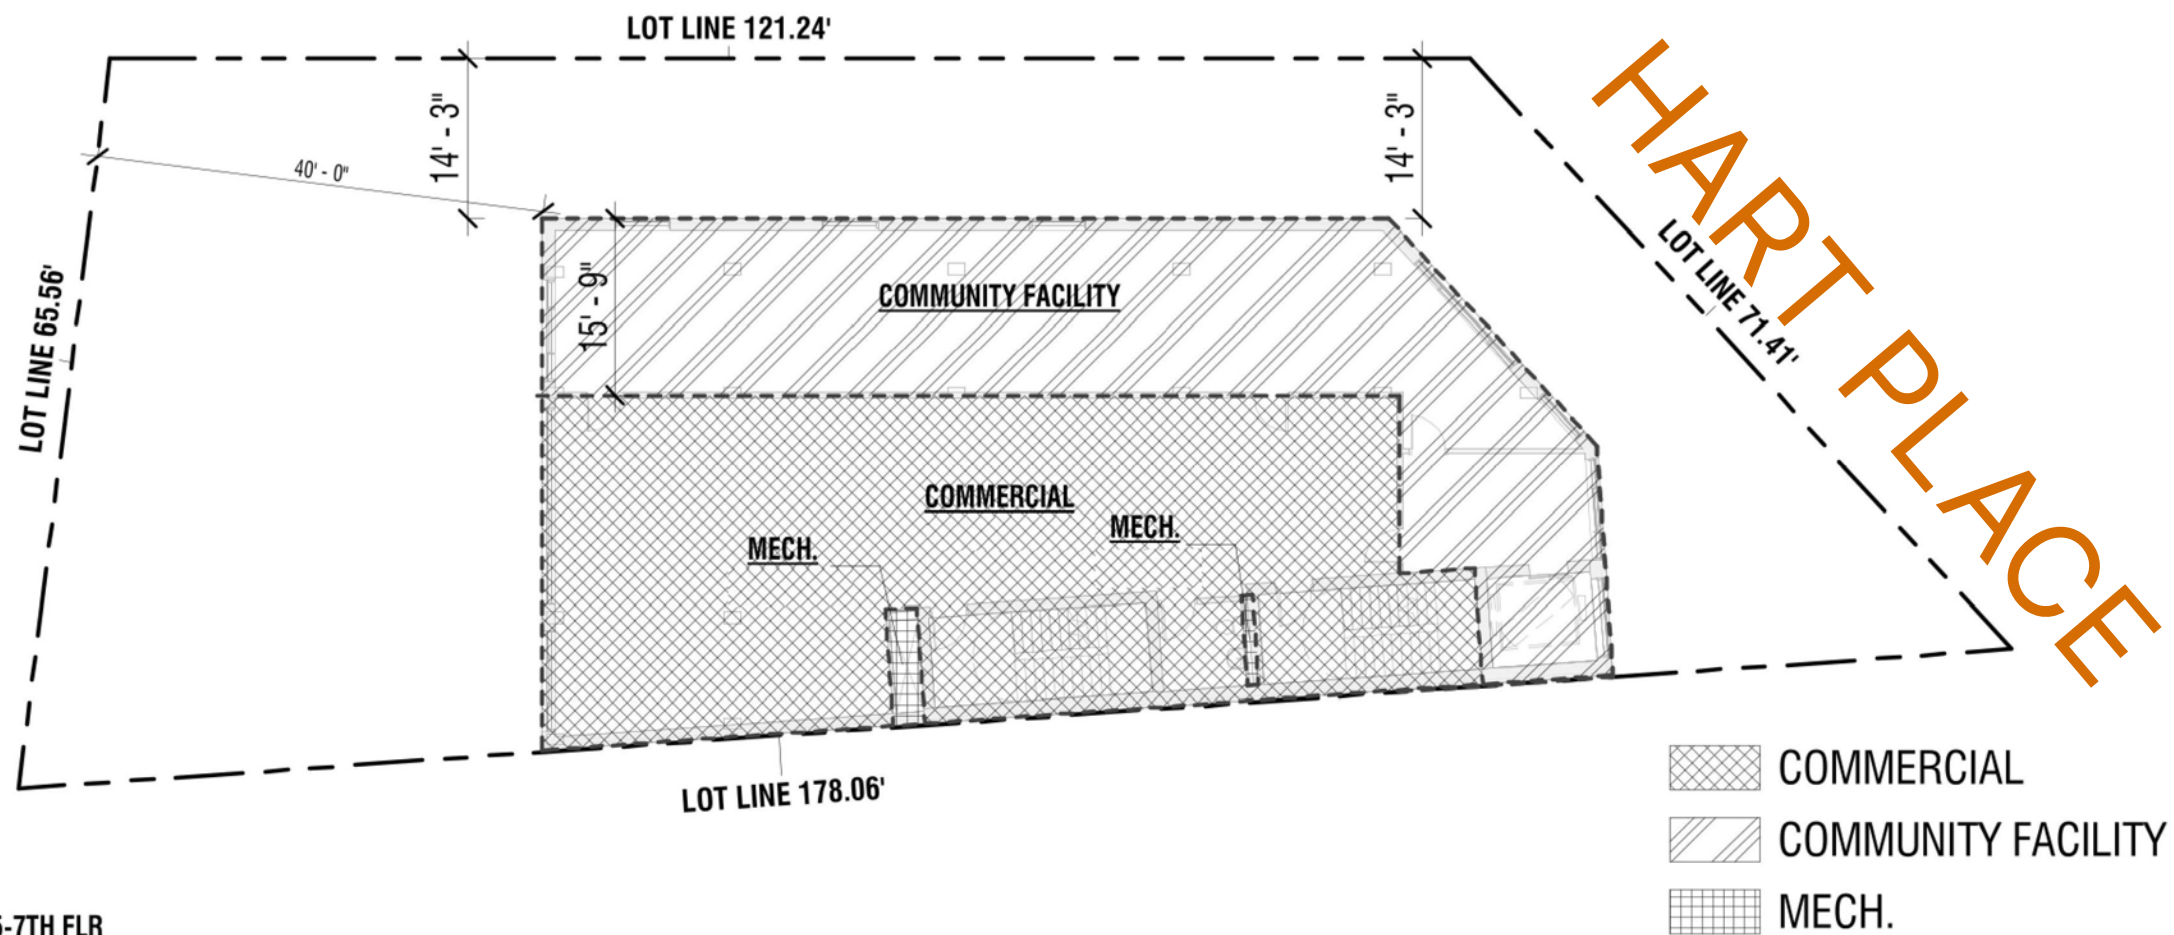 LOT LINE 121.24'
HART PLACE
14' - 3"
14' - 3"
40' - 0"
LOT LINE 71.41'
LOT LINE 65.56'
15' - 9"
COMMUNITY FACILITY
COMMERCIAL
MECH.
MECH.
LOT LINE 178.06'
COMMERCIAL
COMMUNITY FACILITY
MECH.
-7TH FLR